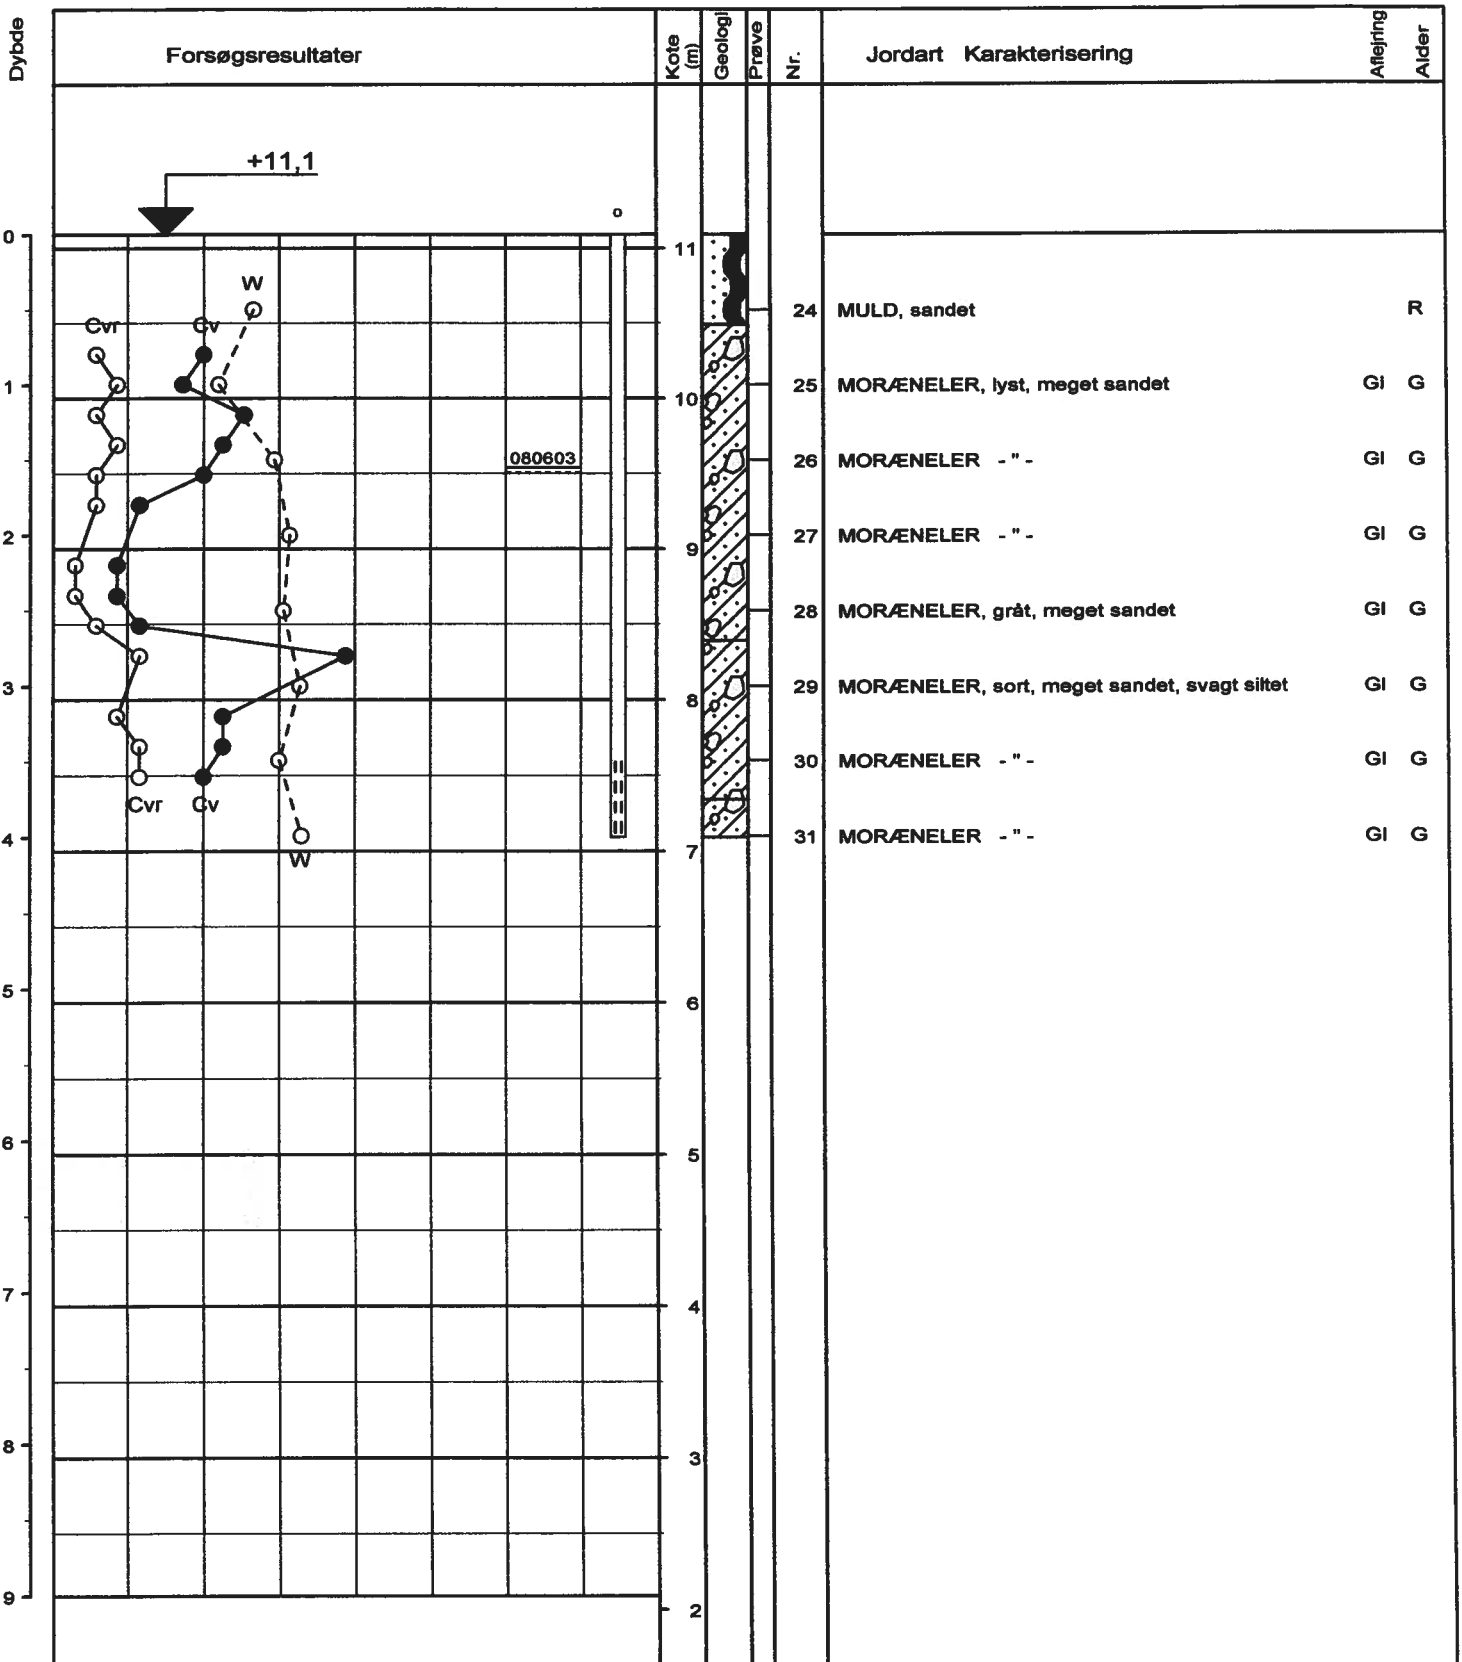 Dybde
Forsøgsresultater
Kote (m)
Geologi
Prøve
Nr.
Jordart Karakterisering
Aflejring
Alder
+11,1
o
0
11
W
24 MULD, sandet R
Cvr Cv
1
10
25 MORÆNELER, lyst, meget sandet Gl G
080603
26 MORÆNELER - " - Gl G
2
9
27 MORÆNELER - " - Gl G
28 MORÆNELER, gråt, meget sandet Gl G
3
8
29 MORÆNELER, sort, meget sandet, svagt siltet Gl G
30 MORÆNELER - " - Gl G
Cvr Cv
4
7
31 MORÆNELER - " - Gl G
W
5
6
6
5
7
4
8
3
9
2